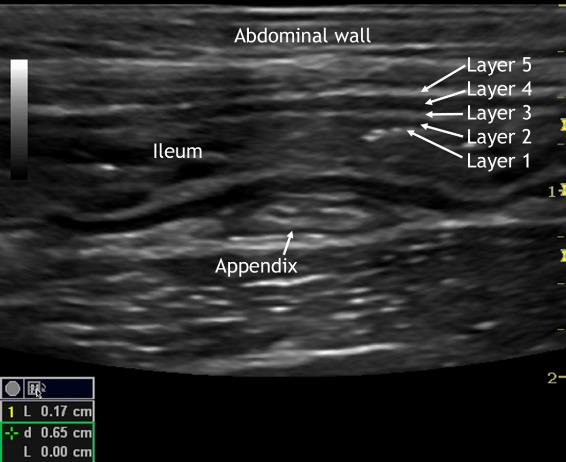 Abdominal wall
Layer 5
Layer 4
Layer 3
Layer 2
Layer 1
Ileum
1
Appendix
2
1 L 0.17 cm
d 0.65 cm
L 0.00 cm